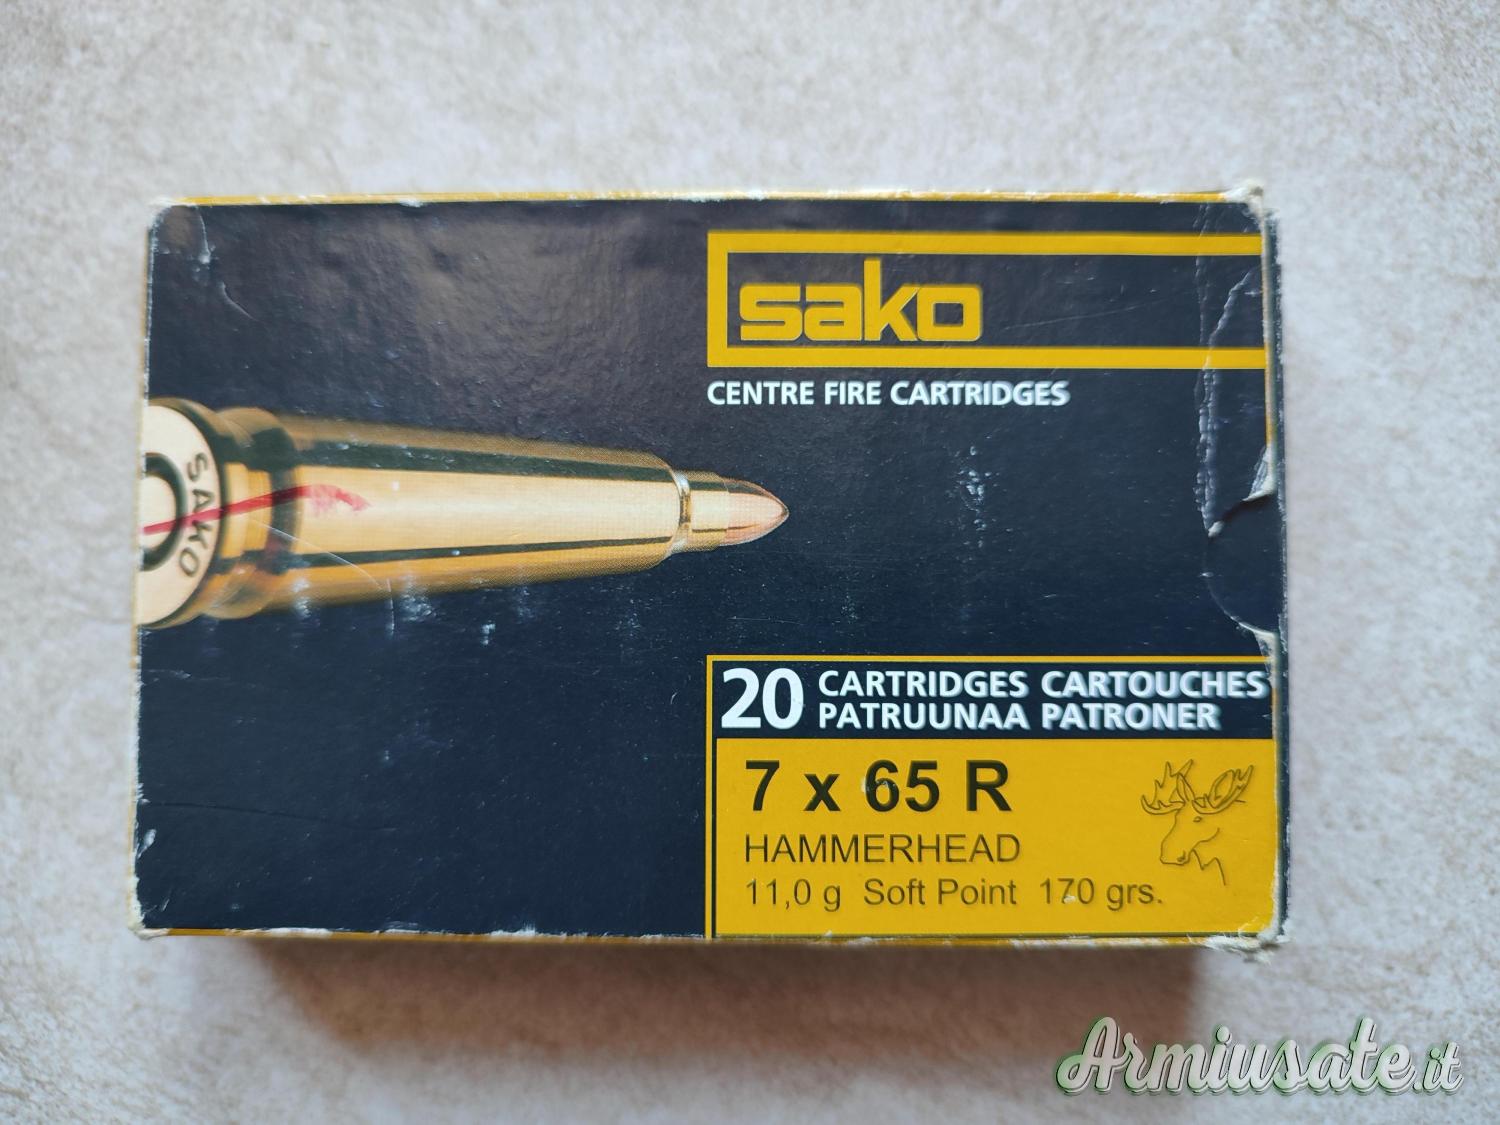 sako
CENTRE FIRE CARTRIDGES
SAKO
20 CARTRIDGES CARTOUCHES
PATRUUNAA PATRONER
7 x 65 R
HAMMERHEAD
11,0 g Soft Point 170 grs.
Armiusate.it